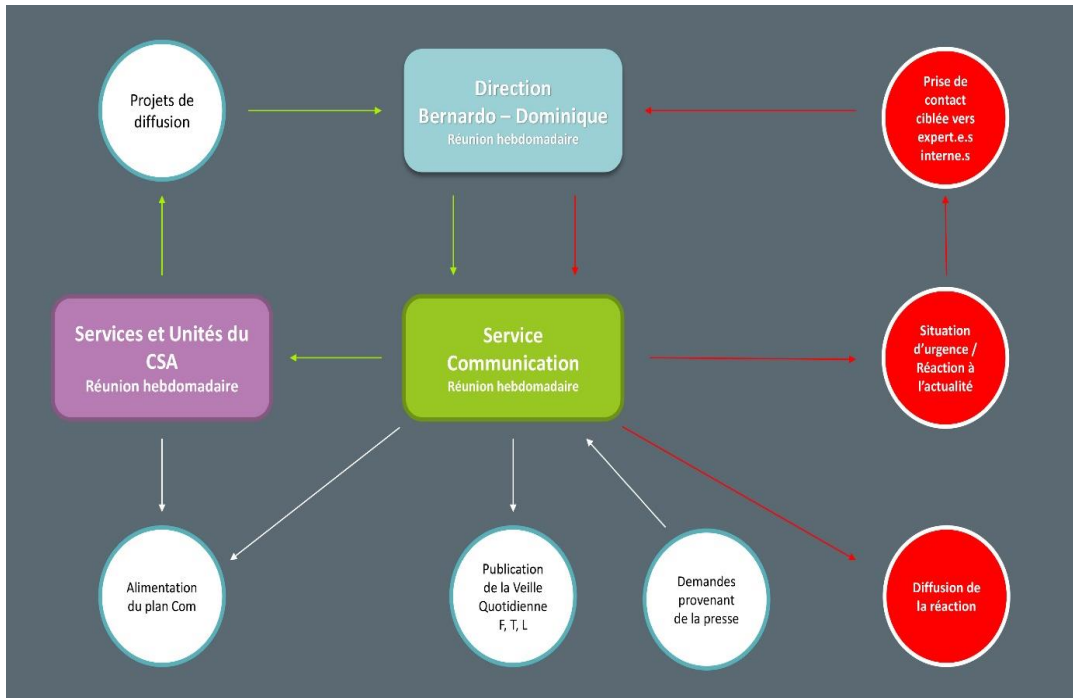 Projets de
diffusion
Direction
Bernardo – Dominique
Réunion hebdomadaire
Prise de
contact
ciblée vers
expert.e.s
interne.s
Services et Unités du
CSA
Réunion hebdomadaire
Service
Communication
Réunion hebdomadaire
Situation
d'urgence /
Réaction à
l'actualité
Alimentation
du plan Com
Publication
de la Veille
Quotidienne
F, T, L
Demandes
provenant
de la presse
Diffusion de
la réaction